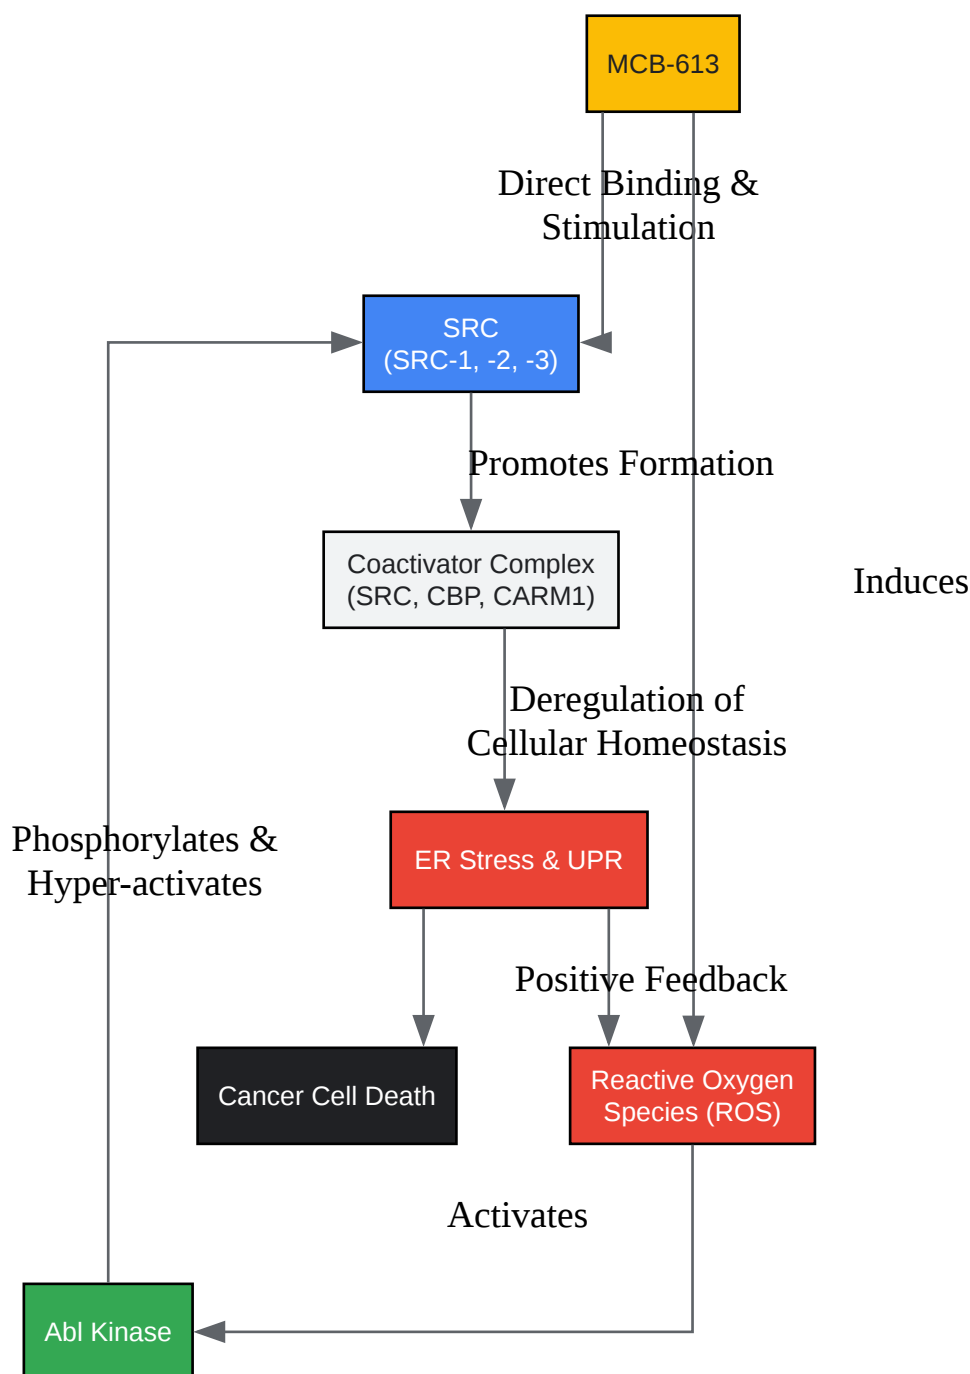 MCB-613
Direct Binding &
Stimulation
SRC
(SRC-1, -2, -3)
Promotes Formation
Coactivator Complex
(SRC, CBP, CARM1)
Induces
Deregulation of
Cellular Homeostasis
Phosphorylates &
Hyper-activates
ER Stress & UPR
Positive Feedback
Cancer Cell Death
Reactive Oxygen
Species (ROS)
Activates
Abl Kinase